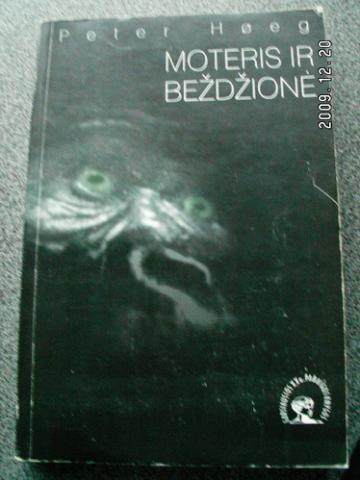 Peter Høeg
MOTERIS IR
BEŽDŽIONĖ
2009.12.20